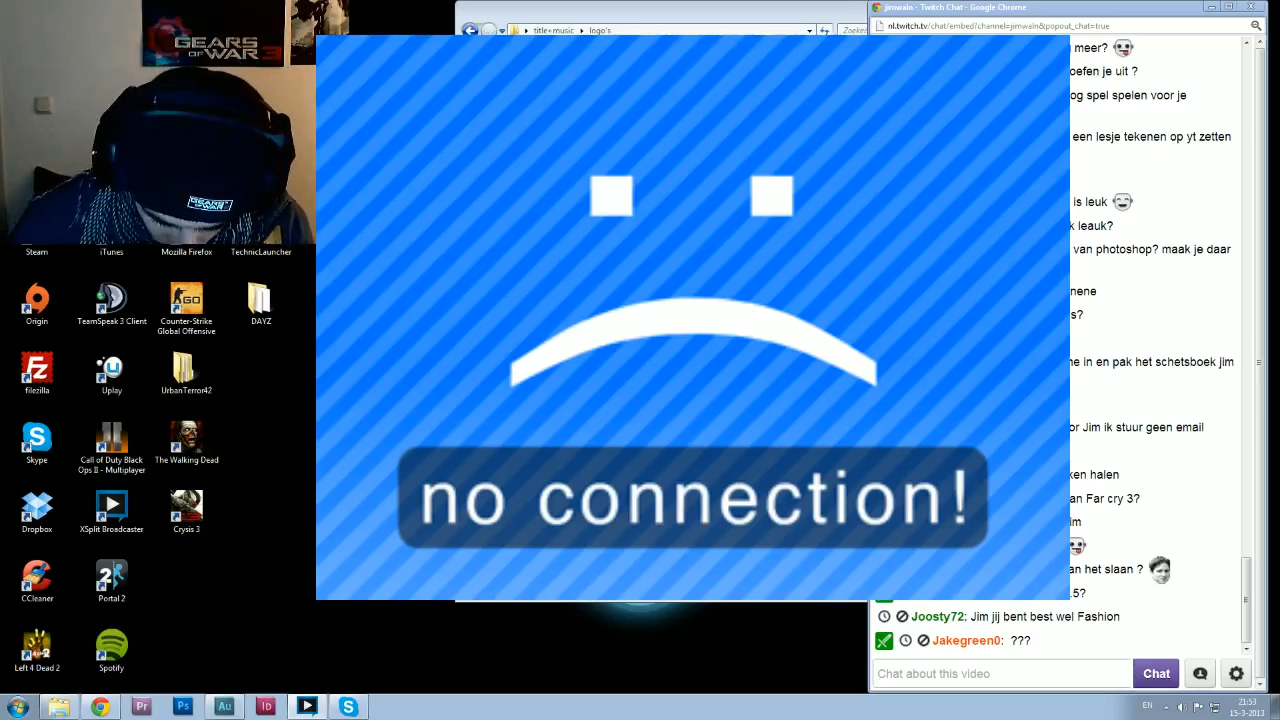 GEARS
OF WAR 3
GEARS
title+music
logo's
Zoeken
jimwaln - Twitch Chat - Google Chrome
nl.twitch.tv/chat/embed?channel=jimwaln&popout_chat=true
meer?
oefen je uit ?
og spel spelen voor je
een lesje tekenen op yt zetten
is leuk
k leauk?
van photoshop? maak je daar
nene
s?
ne in en pak het schetsboek jim
or Jim ik stuur geen email
ken halen
an Far cry 3?
im
an het slaan ?
.5?
Joosty72: Jim jij bent best wel Fashion
Jakegreen0: ???
Chat about this video
Chat
no connection!
Steam
iTunes
Mozilla Firefox
TechnicLauncher
Origin
TeamSpeak 3 Client
Counter-Strike
Global Offensive
DAYZ
filezilla
Uplay
UrbanTerror42
Skype
Call of Duty Black
Ops II - Multiplayer
The Walking Dead
Dropbox
XSplit Broadcaster
Crysis 3
CCleaner
Portal 2
Left 4 Dead 2
Spotify
EN
21:53
15-3-2013